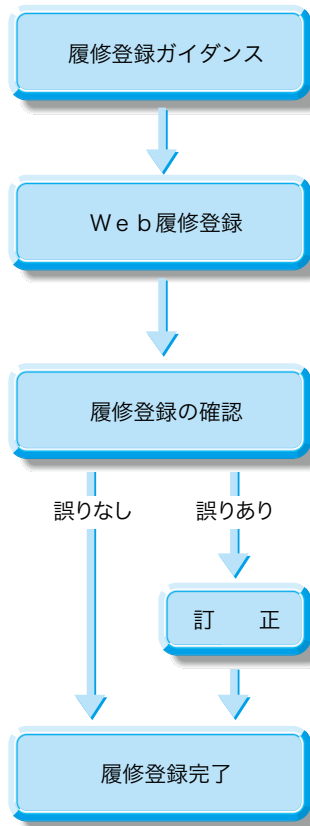 履修登録ガイダンス
Ｗｅｂ履修登録
履修登録の確認
誤りなし
誤りあり
訂　　正
履修登録完了